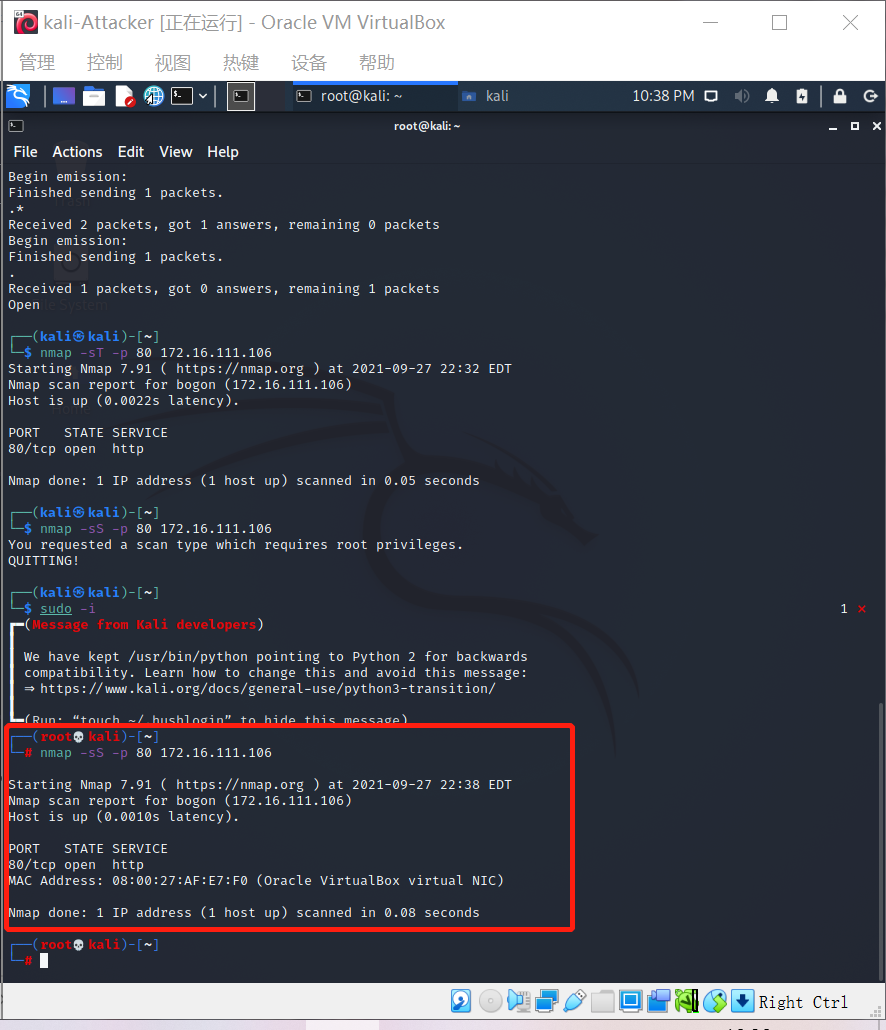 kali-Attacker [正在运行] - Oracle VM VirtualBox
管理 控制 视图 热键 设备 帮助
root@kali: ~ kali 10:38 PM
root@kali: ~
File Actions Edit View Help
Begin emission:
Finished sending 1 packets.
.*
Received 2 packets, got 1 answers, remaining 0 packets
Begin emission:
Finished sending 1 packets.
.
Received 1 packets, got 0 answers, remaining 1 packets
Open
┌──(kali㉿kali)-[~]
└─$ nmap -sT -p 80 172.16.111.106
Starting Nmap 7.91 ( https://nmap.org ) at 2021-09-27 22:32 EDT
Nmap scan report for bogon (172.16.111.106)
Host is up (0.0022s latency).
PORT   STATE SERVICE
80/tcp open  http
Nmap done: 1 IP address (1 host up) scanned in 0.05 seconds
┌──(kali㉿kali)-[~]
└─$ nmap -sS -p 80 172.16.111.106
You requested a scan type which requires root privileges.
QUITTING!
┌──(kali㉿kali)-[~]
└─$ sudo -i 1 ⨯
┏━(Message from Kali developers)
┃ We have kept /usr/bin/python pointing to Python 2 for backwards
┃ compatibility. Learn how to change this and avoid this message:
┃ ⇒ https://www.kali.org/docs/general-use/python3-transition/
┗━(Run: “touch ~/.hushlogin” to hide this message)
┌──(root💀kali)-[~]
└─# nmap -sS -p 80 172.16.111.106
Starting Nmap 7.91 ( https://nmap.org ) at 2021-09-27 22:38 EDT
Nmap scan report for bogon (172.16.111.106)
Host is up (0.0010s latency).
PORT   STATE SERVICE
80/tcp open  http
MAC Address: 08:00:27:AF:E7:F0 (Oracle VirtualBox virtual NIC)
Nmap done: 1 IP address (1 host up) scanned in 0.08 seconds
┌──(root💀kali)-[~]
└─#
Right Ctrl